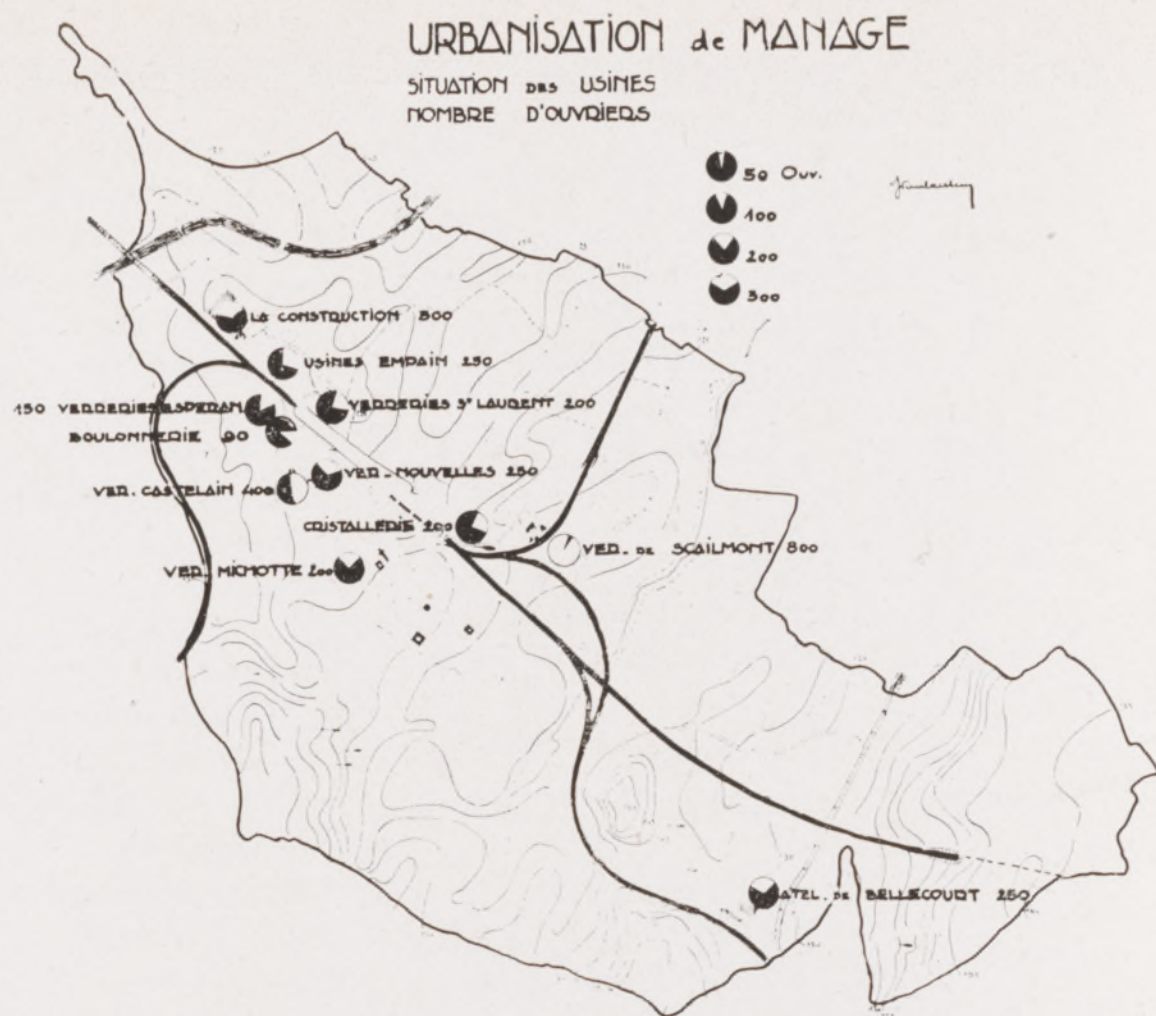 URBANISATION de MANAGE
SITUATION DES USINES
NOMBRE D'OUVRIERS
50 Ouv.
100
200
300
LA CONSTRUCTION 300
USINES EMPAIN 250
150 VERRERIES ESPERAN
VERRERIES St LAURENT 200
BOULONNERIE 90
VER. NOUVELLES 250
VER. CASTELAIN 400
CRISTALLERIE 200
VER. DE SCAILMONT 800
VER. MICHOTTE 200
ATEL. DE BELLECOURT 250